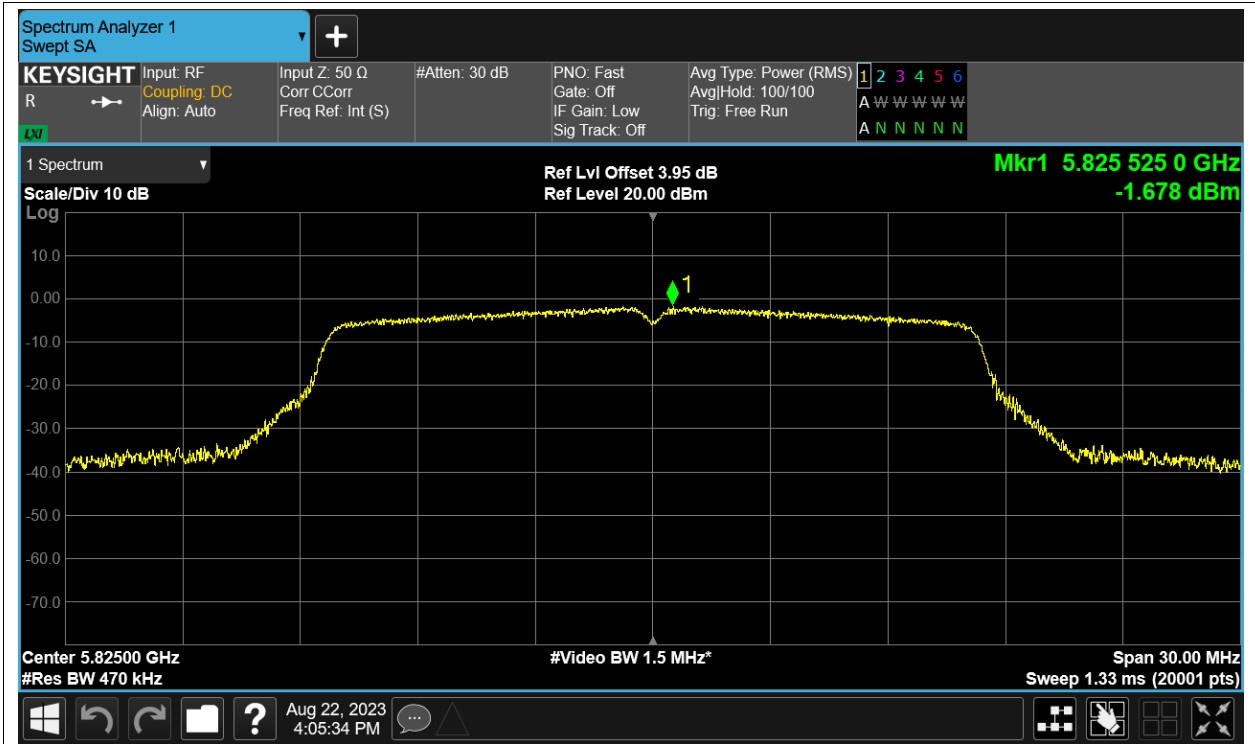 Spectrum Analyzer 1
Swept SA
KEYSIGHT
R
LXI
Input: RF
Coupling: DC
Align: Auto
Input Z: 50 Ω
Corr CCorr
Freq Ref: Int (S)
#Atten: 30 dB
PNO: Fast
Gate: Off
IF Gain: Low
Sig Track: Off
Avg Type: Power (RMS)
Avg|Hold: 100/100
Trig: Free Run
1 2 3 4 5 6
A W W W W W
A N N N N N
1 Spectrum
Scale/Div 10 dB
Log
Ref Lvl Offset 3.95 dB
Ref Level 20.00 dBm
Mkr1 5.825 525 0 GHz
-1.678 dBm
1
10.0
0.00
-10.0
-20.0
-30.0
-40.0
-50.0
-60.0
-70.0
Center 5.82500 GHz
#Res BW 470 kHz
#Video BW 1.5 MHz*
Span 30.00 MHz
Sweep 1.33 ms (20001 pts)
?
Aug 22, 2023
4:05:34 PM